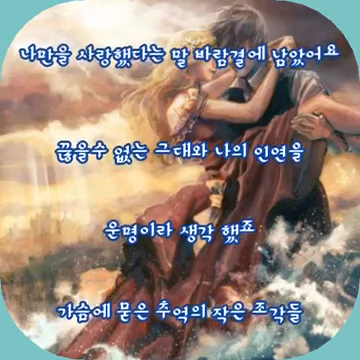 나만을 사랑했다는 말 바람결에 남았어요
끊을수 없는 그대와 나의 인연을
운명이라 생각 했죠
가슴에 묻은 추억의 작은 조각들